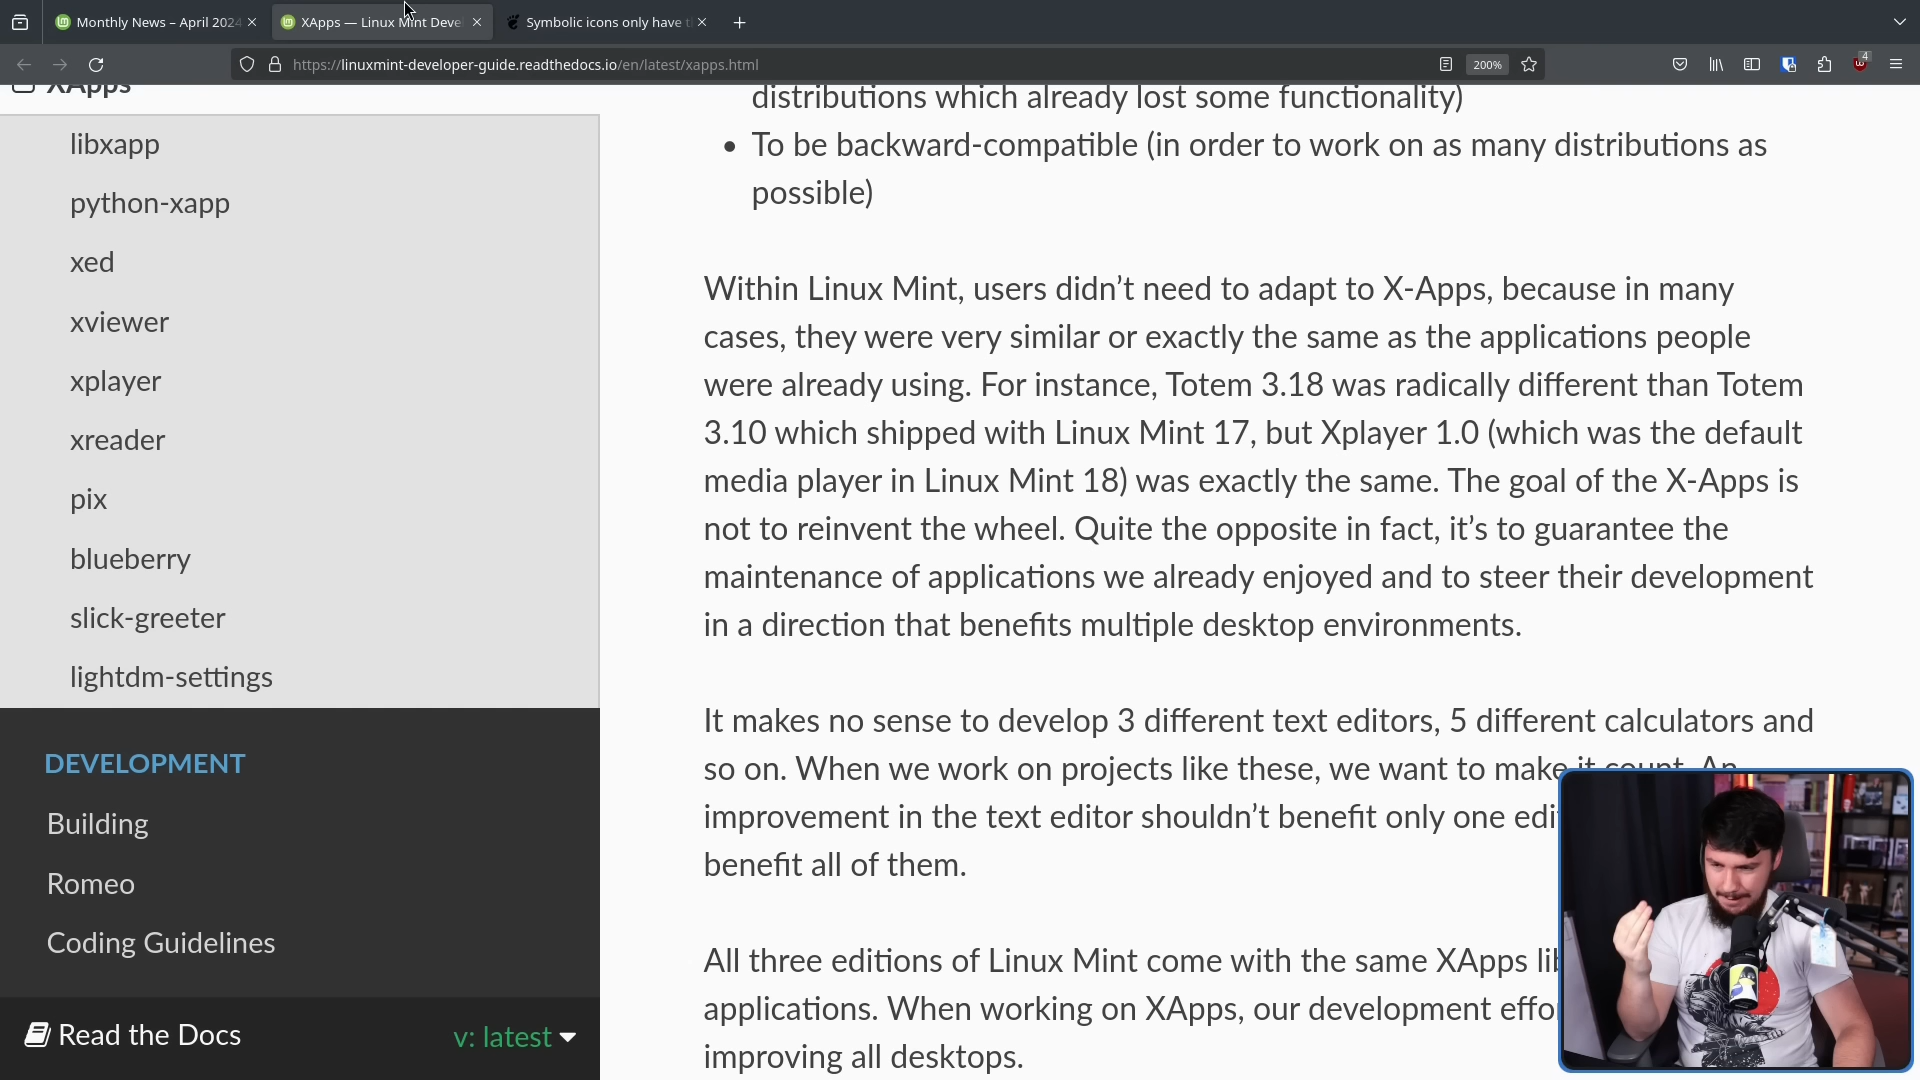 Monthly News – April 2024
XApps — Linux Mint Deve
Symbolic icons only have t
https://linuxmint-developer-guide.readthedocs.io/en/latest/xapps.html
200%
4
XApps
libxapp
python-xapp
xed
xviewer
xplayer
xreader
pix
blueberry
slick-greeter
lightdm-settings
DEVELOPMENT
Building
Romeo
Coding Guidelines
Read the Docs
v: latest
distributions which already lost some functionality)
• To be backward-compatible (in order to work on as many distributions as
possible)
Within Linux Mint, users didn’t need to adapt to X-Apps, because in many
cases, they were very similar or exactly the same as the applications people
were already using. For instance, Totem 3.18 was radically different than Totem
3.10 which shipped with Linux Mint 17, but Xplayer 1.0 (which was the default
media player in Linux Mint 18) was exactly the same. The goal of the X-Apps is
not to reinvent the wheel. Quite the opposite in fact, it’s to guarantee the
maintenance of applications we already enjoyed and to steer their development
in a direction that benefits multiple desktop environments.
It makes no sense to develop 3 different text editors, 5 different calculators and
so on. When we work on projects like these, we want to make it count. An
improvement in the text editor shouldn’t benefit only one edi
benefit all of them.
All three editions of Linux Mint come with the same XApps lib
applications. When working on XApps, our development effor
improving all desktops.